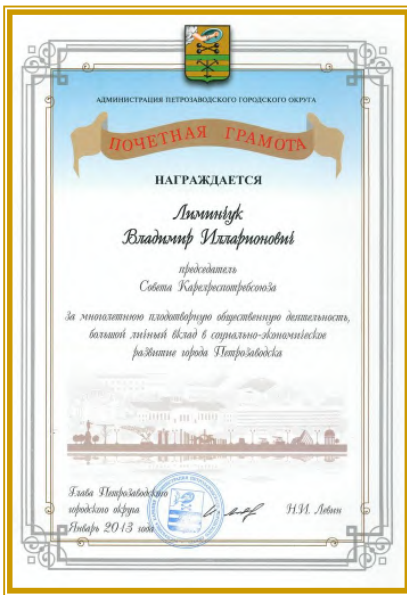 АДМИНИСТРАЦИЯ ПЕТРОЗАВОДСКОГО ГОРОДСКОГО ОКРУГА
ПОЧЕТНАЯ ГРАМОТА
НАГРАЖДАЕТСЯ
Лиминчук
Владимир Илларионович
председатель
Совета Карелреспотребсоюза
За многолетнюю плодотворную общественную деятельность,
большой личный вклад в социально-экономическое
развитие города Петрозаводска
Глава Петрозаводского
городского округа
Январь 2013 года
Н.И. Левин